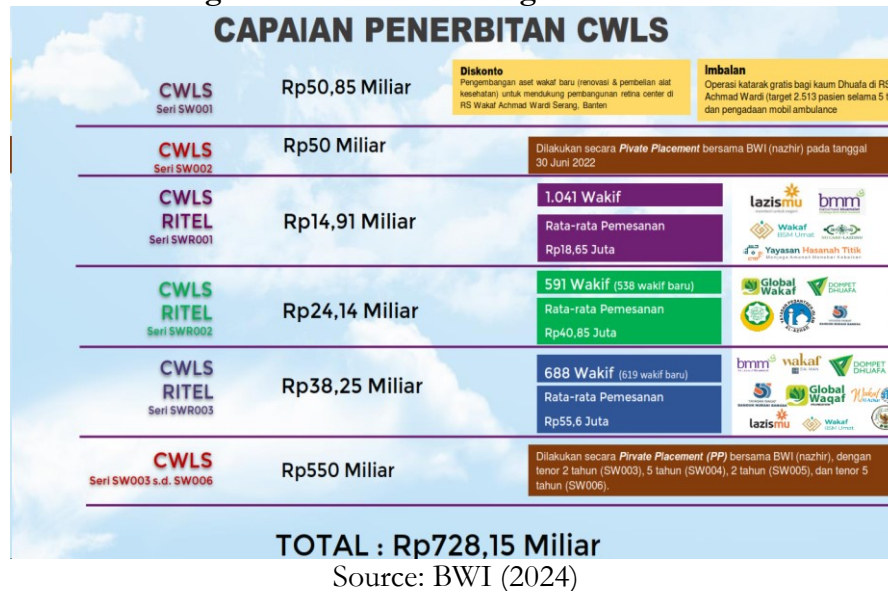 CAPAIAN PENERBITAN CWLS
CWLS
Seri SW001
Rp50,85 Miliar
Diskonto
Pengembangan aset wakaf baru (renovasi & pembelian alat
kesehatan) untuk mendukung pembangunan retina center di
RS Wakaf Achmad Wardi Serang, Banten
Imbalan
Operasi katarak gratis bagi kaum Dhuafa di RS
Achmad Wardi (target 2.513 pasien selama 5
dan pengadaan mobil ambulance
CWLS
Seri SW002
Rp50 Miliar
Dilakukan secara Pivate Placement bersama BWI (nazhir) pada tanggal
30 Juni 2022
CWLS
RITEL
Seri SWR001
Rp14,91 Miliar
1.041 Wakif
Rata-rata Pemesanan
Rp18,65 Juta
lazismu
bmm
Wakaf
BSM Umat
Yayasan Hasanah Titik
CWLS
RITEL
Seri SWR002
Rp24,14 Miliar
591 Wakif (538 wakif baru)
Rata-rata Pemesanan
Rp40,85 Juta
Global
Wakaf
DOMPET
DHUAFA
CWLS
RITEL
Seri SWR003
Rp38,25 Miliar
688 Wakif (619 wakif baru)
Rata-rata Pemesanan
Rp55,6 Juta
bmm
wakaf
DOMPET
DHUAFA
Global
Waqaf
lazismu
Wakaf
BSM Umat
CWLS
Seri SW003 s.d. SW006
Rp550 Miliar
Dilakukan secara Pirvate Placement (PP) bersama BWI (nazhir), dengan
tenor 2 tahun (SW003), 5 tahun (SW004), 2 tahun (SW005), dan tenor 5
tahun (SW006).
TOTAL : Rp728,15 Miliar
Source: BWI (2024)